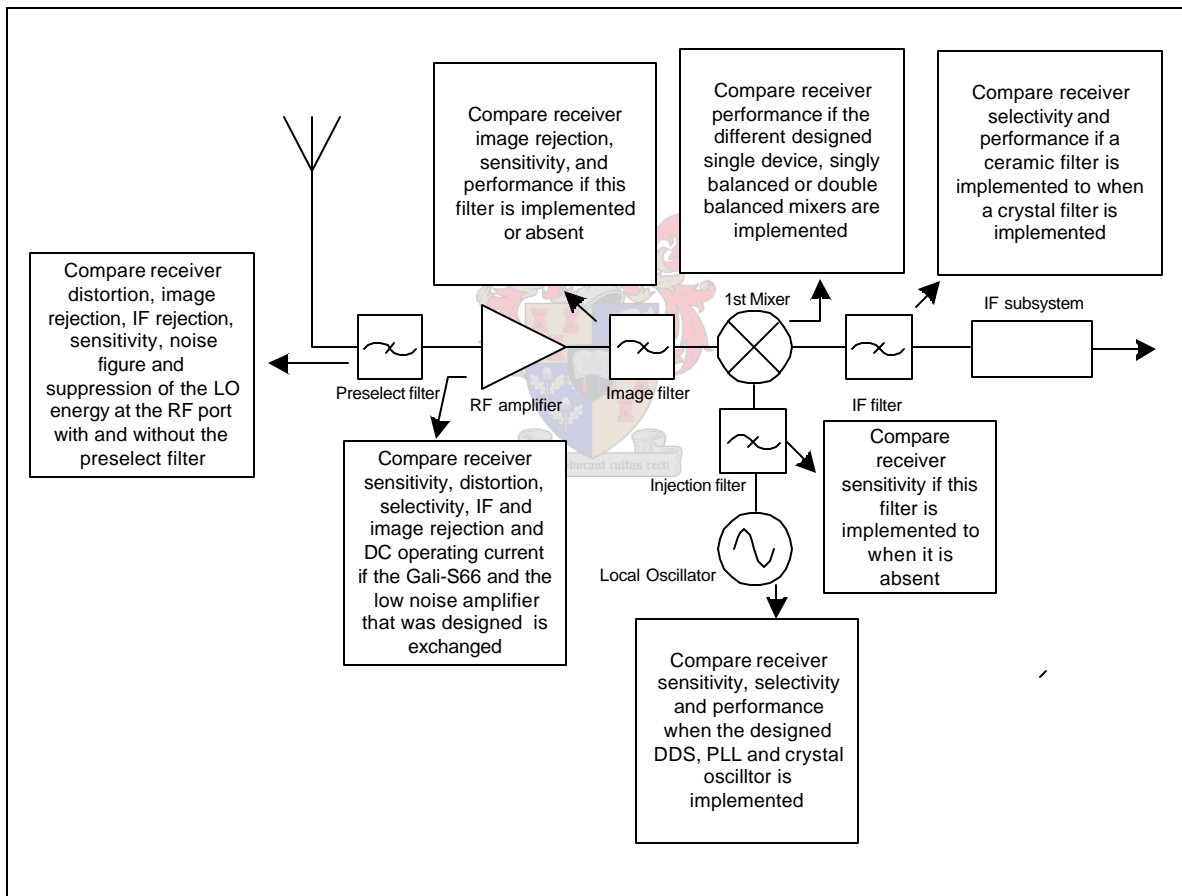 Compare receiver
image rejection,
sensitivity, and
performance if this
filter is implemented
or absent
Compare receiver
performance if the
different designed
single device, singly
balanced or double
balanced mixers are
implemented
Compare receiver
selectivity and
performance if a
ceramic filter is
implemented to when
a crystal filter is
implemented
Compare receiver
distortion, image
rejection, IF rejection,
sensitivity, noise
figure and
suppression of the LO
energy at the RF port
with and without the
preselect filter
Preselect filter
RF amplifier
Image filter
1st Mixer
IF filter
IF subsystem
Compare receiver
sensitivity, distortion,
selectivity, IF and
image rejection and
DC operating current
if the Gali-S66 and the
low noise amplifier
that was designed is
exchanged
cultus recti
Injection filter
Compare
receiver
sensitivity if this
filter is
implemented to
when it is
absent
Local Oscillator
Compare receiver
sensitivity, selectivity
and performance
when the designed
DDS, PLL and crystal
oscilltor is
implemented